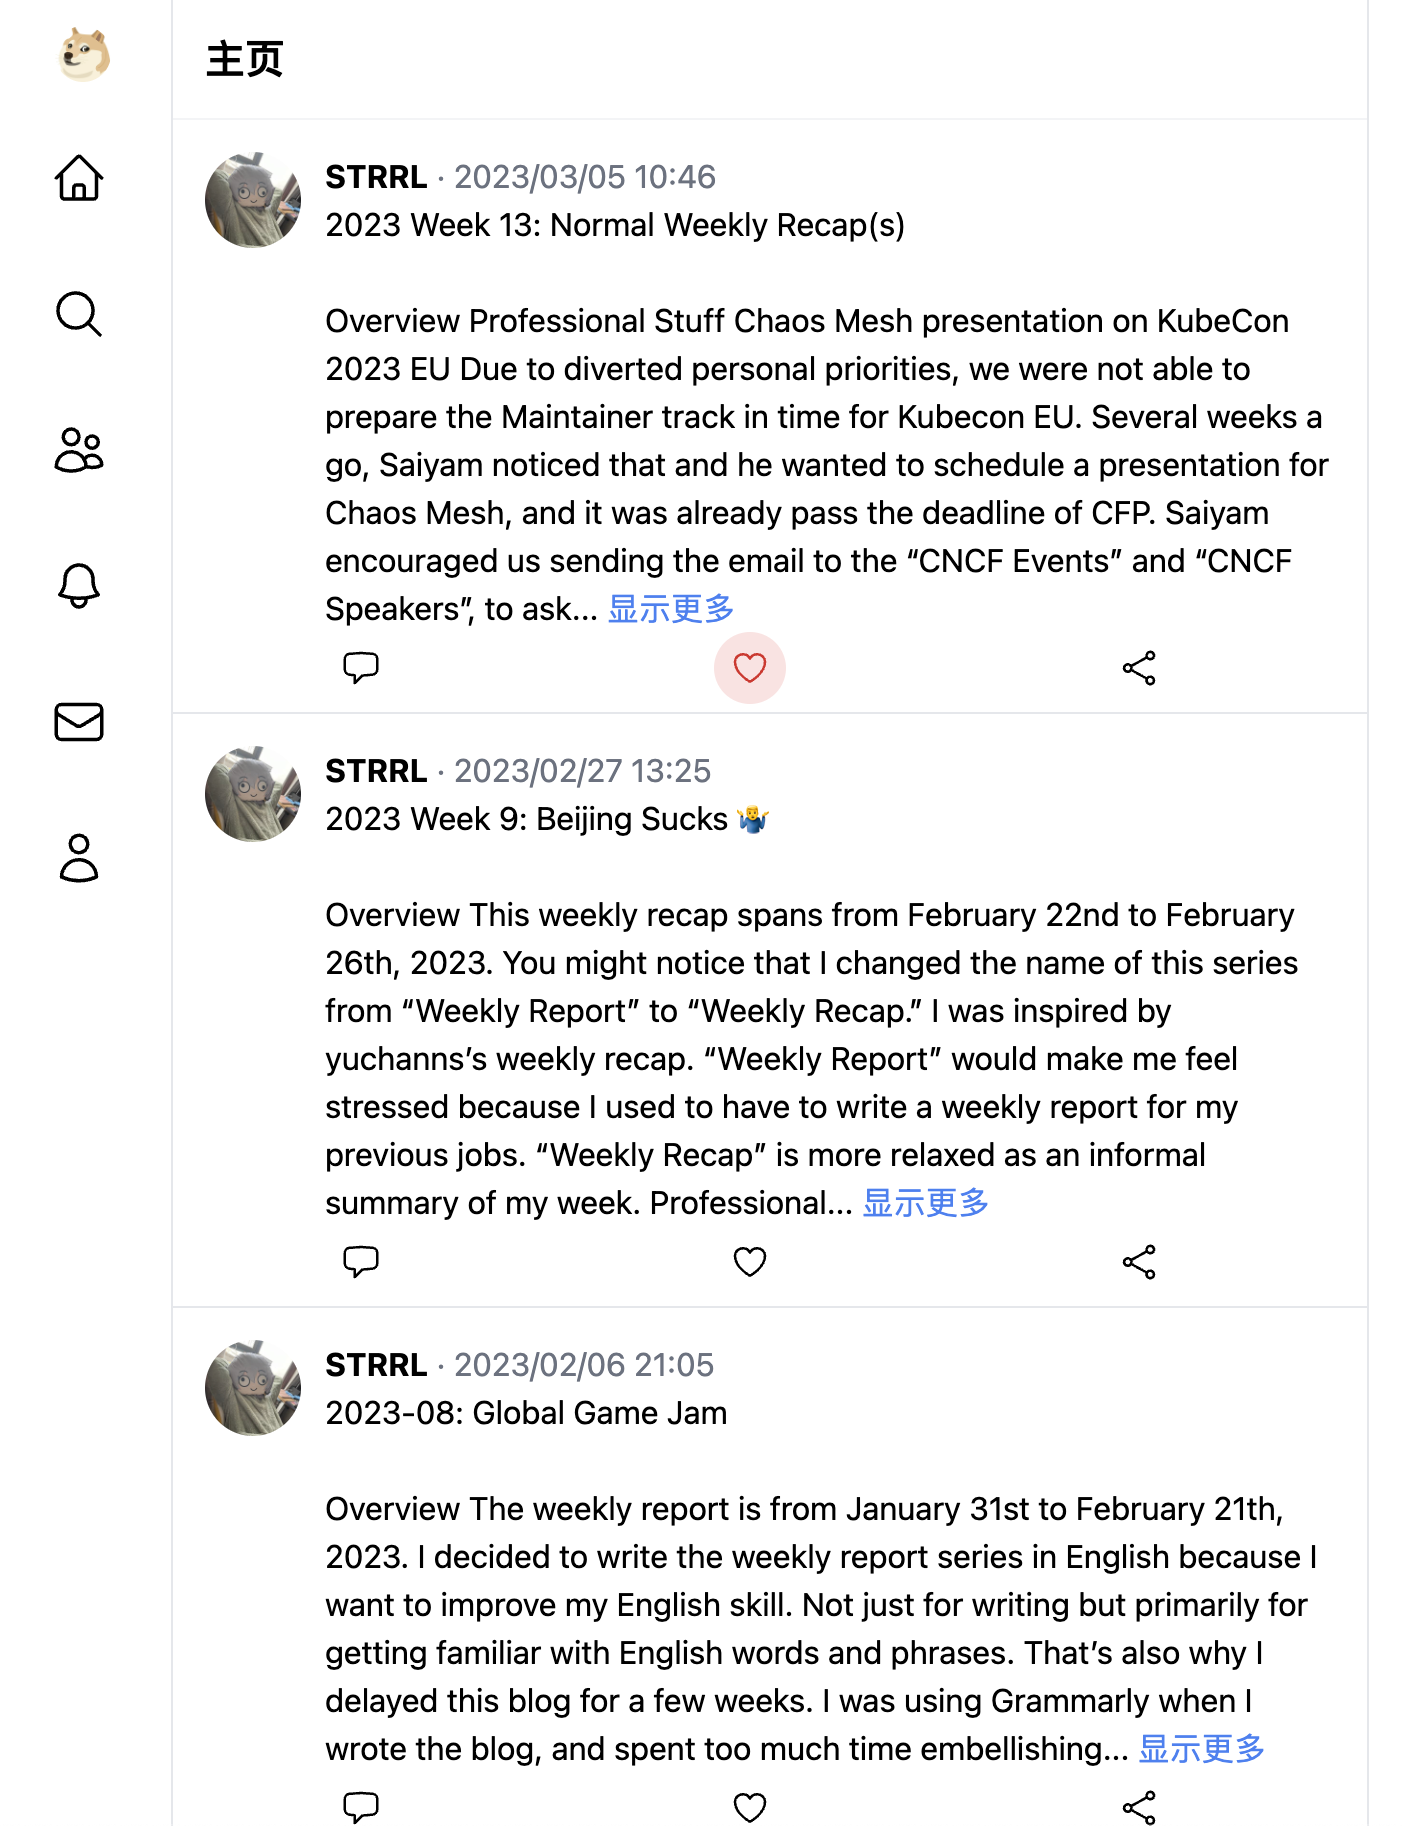 主页
STRRL · 2023/03/05 10:46
2023 Week 13: Normal Weekly Recap(s)
Overview Professional Stuff Chaos Mesh presentation on KubeCon
2023 EU Due to diverted personal priorities, we were not able to
prepare the Maintainer track in time for Kubecon EU. Several weeks a
go, Saiyam noticed that and he wanted to schedule a presentation for
Chaos Mesh, and it was already pass the deadline of CFP. Saiyam
encouraged us sending the email to the “CNCF Events” and “CNCF
Speakers”, to ask... 显示更多
STRRL · 2023/02/27 13:25
2023 Week 9: Beijing Sucks 🤷‍♂️
Overview This weekly recap spans from February 22nd to February
26th, 2023. You might notice that I changed the name of this series
from “Weekly Report” to “Weekly Recap.” I was inspired by
yuchanns’s weekly recap. “Weekly Report” would make me feel
stressed because I used to have to write a weekly report for my
previous jobs. “Weekly Recap” is more relaxed as an informal
summary of my week. Professional... 显示更多
STRRL · 2023/02/06 21:05
2023-08: Global Game Jam
Overview The weekly report is from January 31st to February 21th,
2023. I decided to write the weekly report series in English because I
want to improve my English skill. Not just for writing but primarily for
getting familiar with English words and phrases. That’s also why I
delayed this blog for a few weeks. I was using Grammarly when I
wrote the blog, and spent too much time embellishing... 显示更多